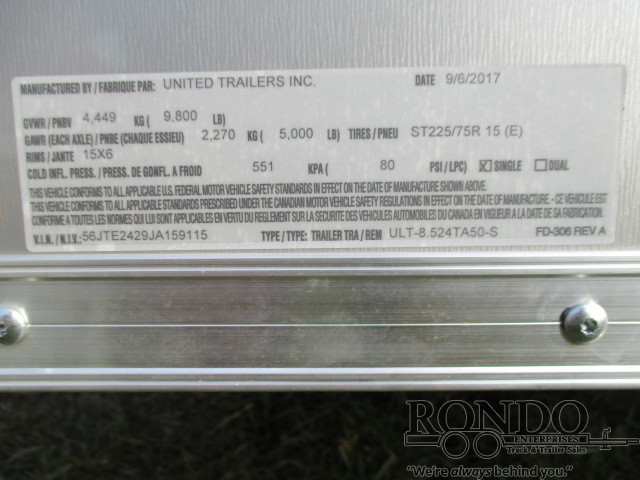 MANUFACTURED BY / FABRIQUE PAR: UNITED TRAILERS INC. DATE 9/6/2017
GVWR / PNBV 4,449 KG ( 9,800 LB)
GAWR (EACH AXLE) / PNBE (CHAQUE ESSIEU) 2,270 KG ( 5,000 LB) TIRES/PNEU ST225/75R 15 (E)
RIMS / JANTE 15X6
COLD INFL. PRESS. / PRESS. DE GONFL. A FROID 551 KPA ( 80 PSI / LPC) ☒ SINGLE ☐ DUAL
THIS VEHICLE CONFORMS TO ALL APPLICABLE U.S. FEDERAL MOTOR VEHICLE SAFETY STANDARDS IN EFFECT ON THE DATE OF MANUFACTURE SHOWN ABOVE.
THIS VEHICLE CONFORMS TO ALL APPLICABLE STANDARDS PRESCRIBED UNDER THE CANADIAN MOTOR VEHICLE SAFETY REGULATIONS IN EFFECT ON THE DATE OF MANUFACTURE - CE VEHICULE EST
CONFORME A TOUTES LES NORMES QUI LUI SONT APPLICABLES EN VERTU DU REGLEMENT SUR LA SECURITE DES VEHICULES AUTOMOBILES DU CANADA EN VIGUEUR A LA DATE DE SA FABRICATION.
V.I.N. / N.I.V.: 56JTE2429JA159115 TYPE / TYPE: TRAILER TRA / REM ULT-8.524TA50-S FD-306 REV A
RONDO
ENTERPRISES
Truck & Trailer Sales
"We're always behind you."